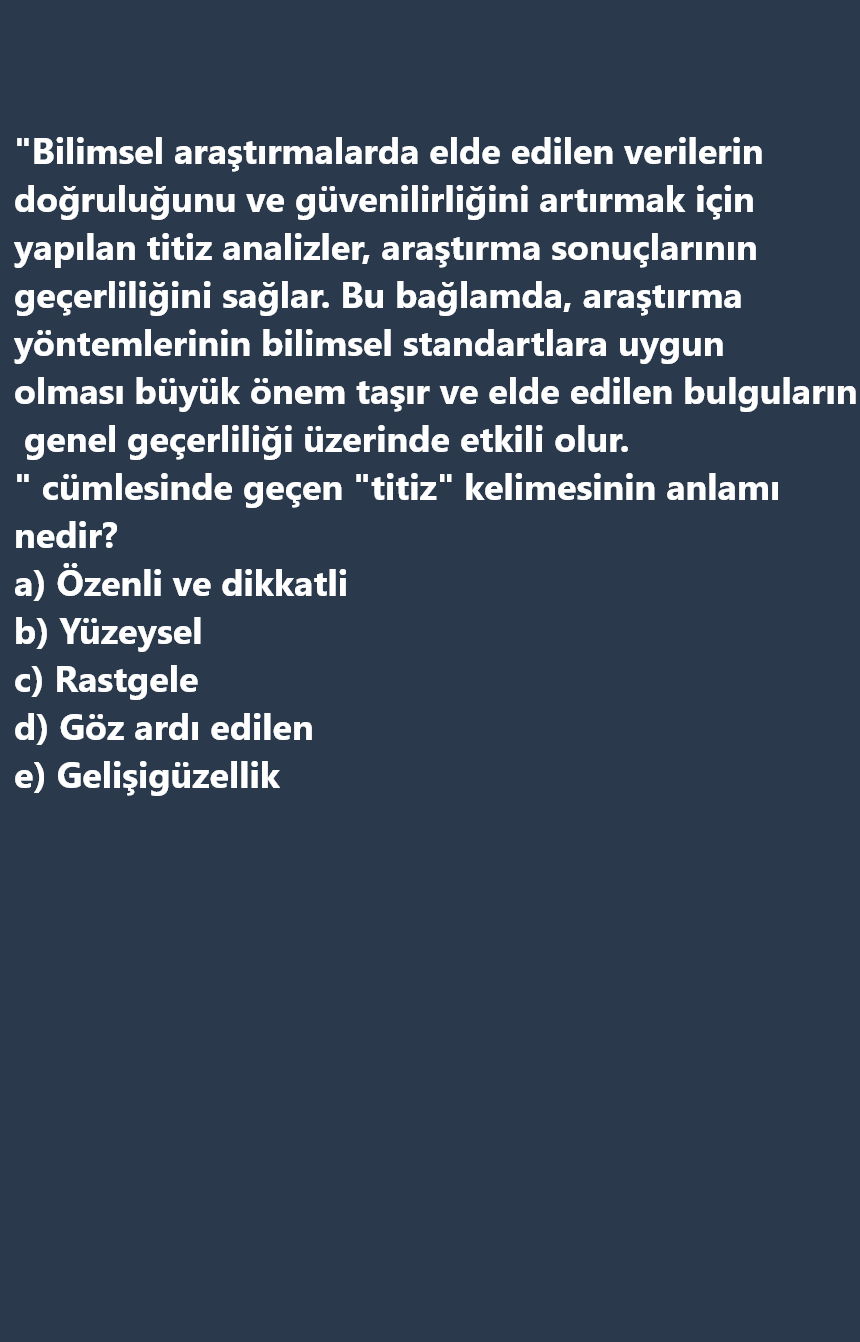 "Bilimsel araştırmalarda elde edilen verilerin
doğruluğunu ve güvenilirliğini artırmak için
yapılan titiz analizler, araştırma sonuçlarının
geçerliliğini sağlar. Bu bağlamda, araştırma
yöntemlerinin bilimsel standartlara uygun
olması büyük önem taşır ve elde edilen bulguların
genel geçerliliği üzerinde etkili olur.
" cümlesinde geçen "titiz" kelimesinin anlamı
nedir?
a) Özenli ve dikkatli
b) Yüzeysel
c) Rastgele
d) Göz ardı edilen
e) Gelişigüzellik